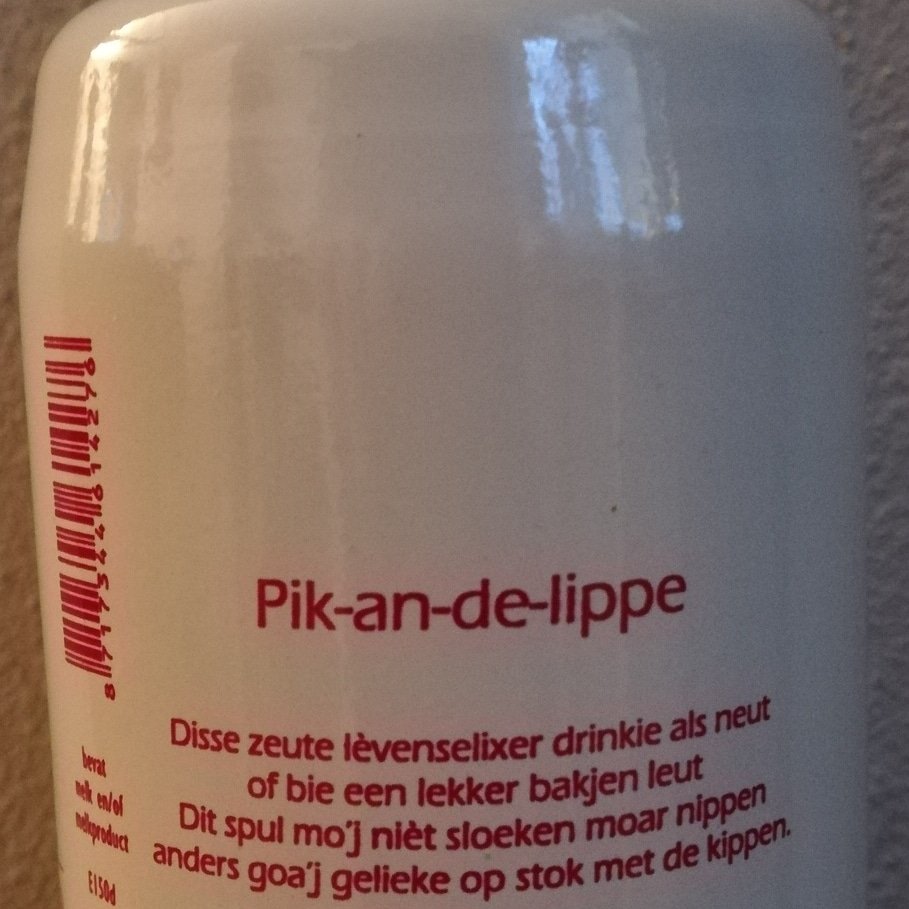 Pik-an-de-lippe
Disse zeute lèvenselixer drinkie als neut
of bie een lekker bakjen leut
Dit spul mo'j nièt sloeken moar nippen
anders goa'j gelieke op stok met de kippen.
bevat
melk en/of
melkproduct
E150d